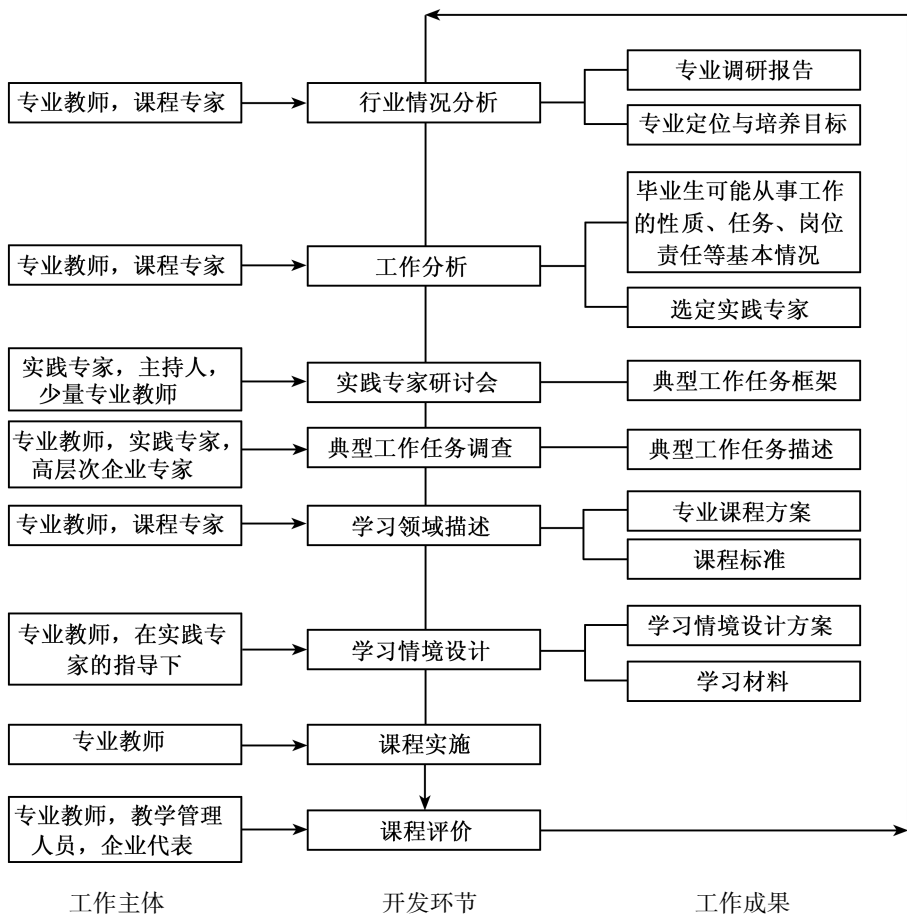 专业教师，课程专家
行业情况分析
专业调研报告
专业定位与培养目标
专业教师，课程专家
工作分析
毕业生可能从事工作
的性质、任务、岗位
责任等基本情况
选定实践专家
实践专家，主持人，
少量专业教师
实践专家研讨会
典型工作任务框架
专业教师，实践专家，
高层次企业专家
典型工作任务调查
典型工作任务描述
专业教师，课程专家
学习领域描述
专业课程方案
课程标准
专业教师，在实践专
家的指导下
学习情境设计
学习情境设计方案
学习材料
专业教师
课程实施
专业教师，教学管理
人员，企业代表
课程评价
工作主体
开发环节
工作成果